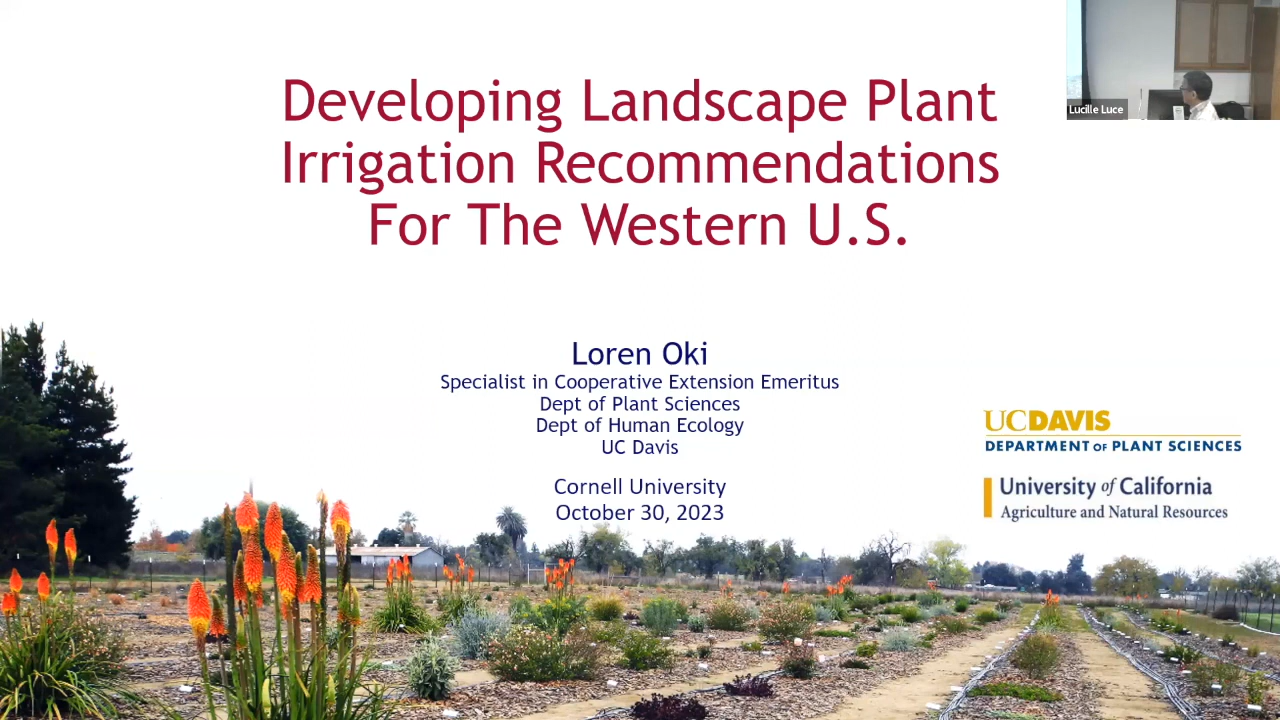 Developing Landscape Plant
Irrigation Recommendations
For The Western U.S.
Lucille Luce
Loren Oki
Specialist in Cooperative Extension Emeritus
Dept of Plant Sciences
Dept of Human Ecology
UC Davis
Cornell University
October 30, 2023
UCDAVIS
DEPARTMENT OF PLANT SCIENCES
University of California
Agriculture and Natural Resources